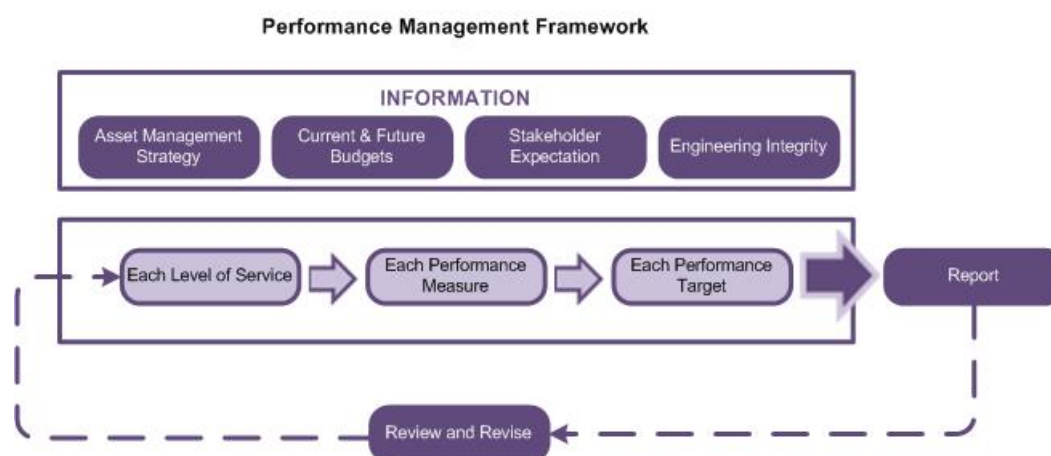 Performance Management Framework
INFORMATION
Asset Management
Strategy
Current & Future
Budgets
Stakeholder
Expectation
Engineering Integrity
Each Level of Service
Each Performance
Measure
Each Performance
Target
Report
Review and Revise